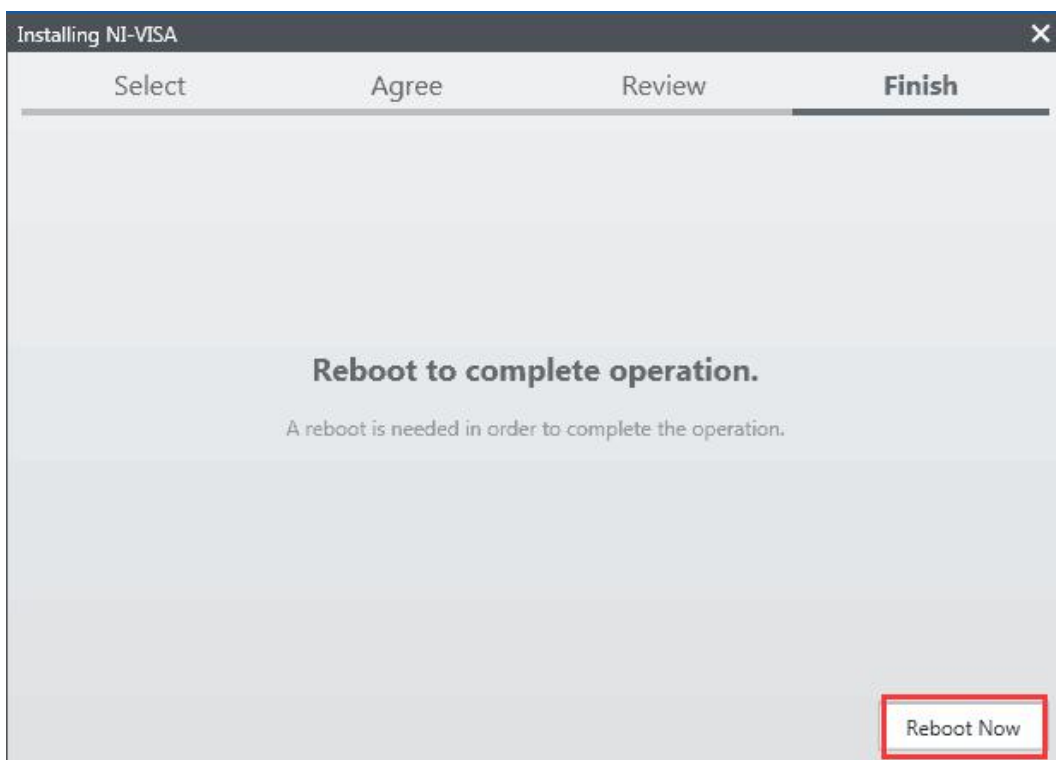 Installing NI-VISA
Select Agree Review Finish
Reboot to complete operation.
A reboot is needed in order to complete the operation.
Reboot Now